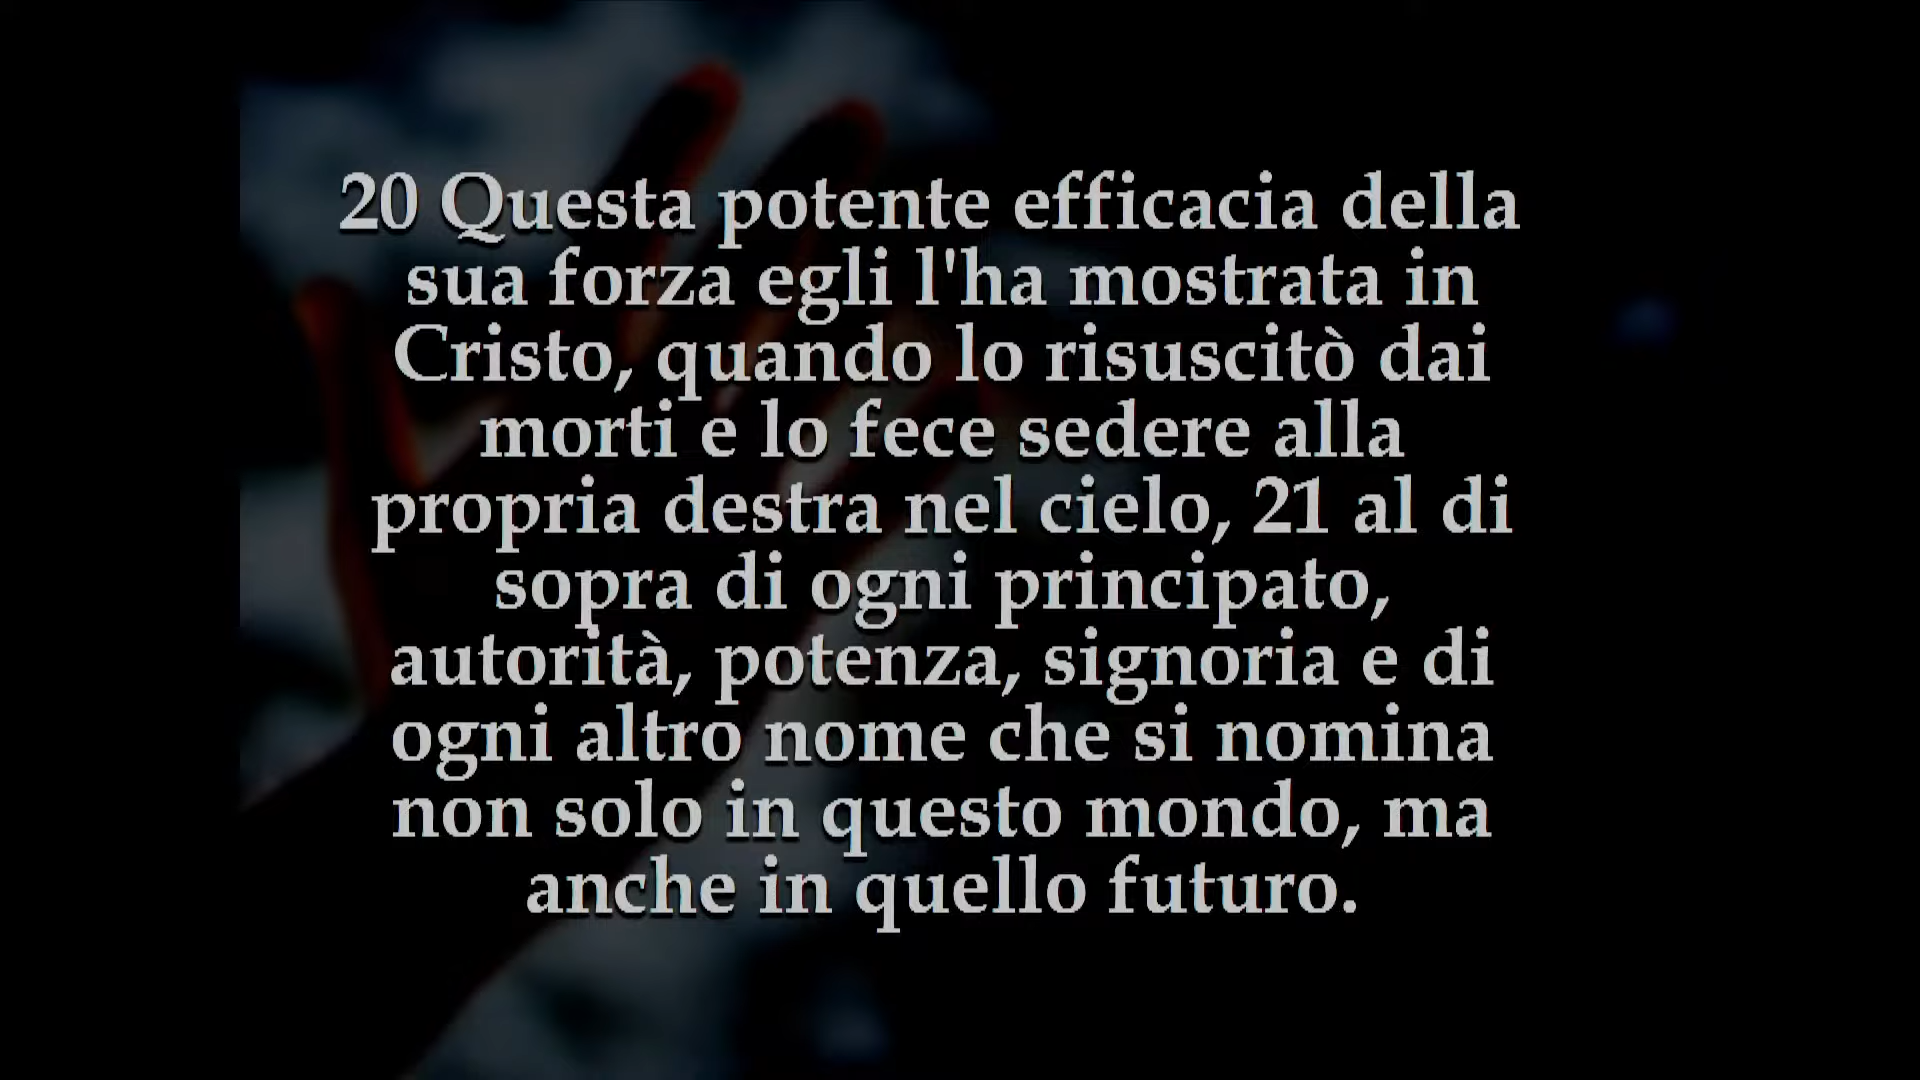 20 Questa potente efficacia della
sua forza egli l'ha mostrata in
Cristo, quando lo risuscitò dai
morti e lo fece sedere alla
propria destra nel cielo, 21 al di
sopra di ogni principato,
autorità, potenza, signoria e di
ogni altro nome che si nomina
non solo in questo mondo, ma
anche in quello futuro.